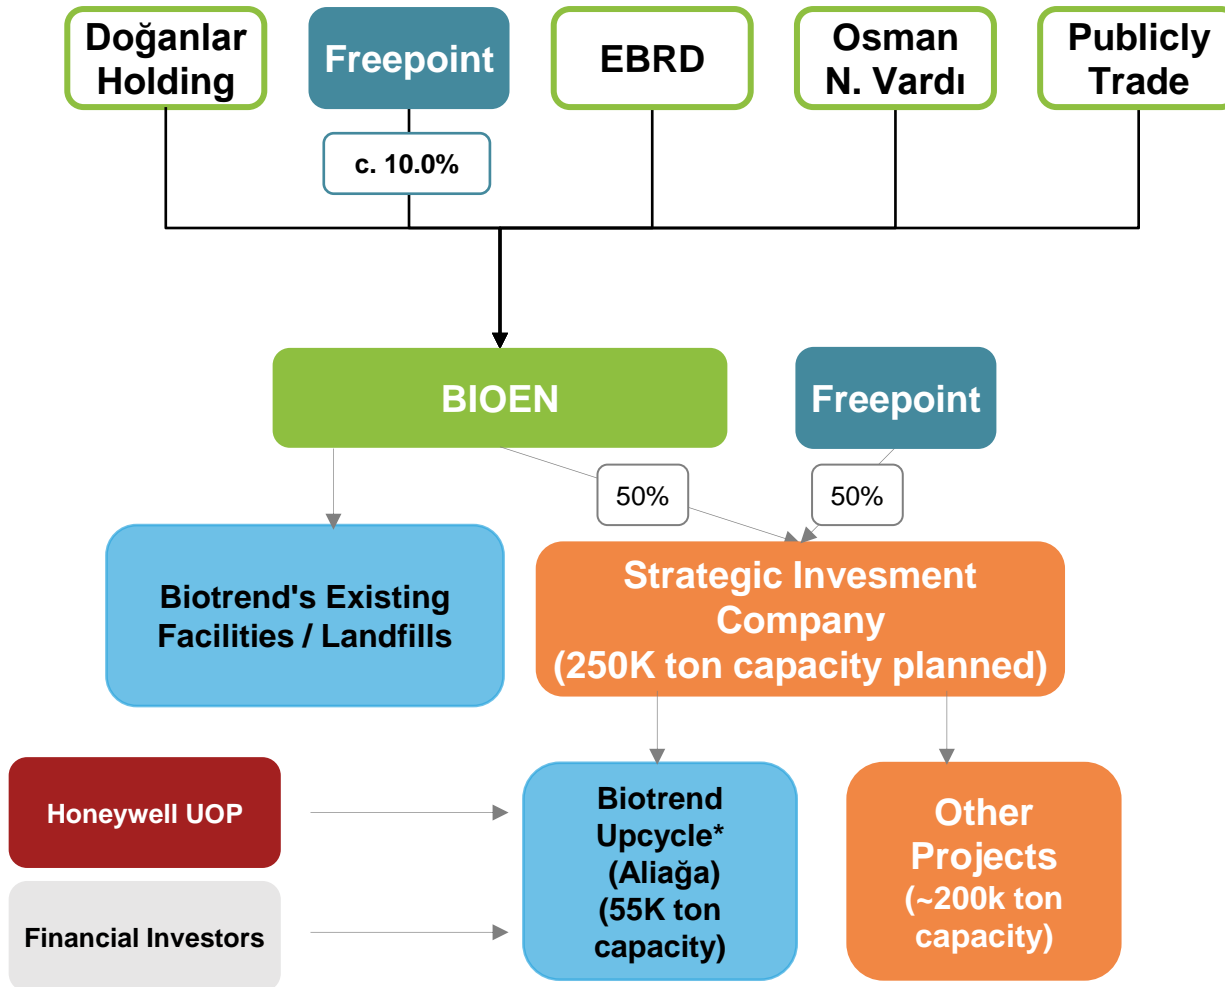 Doğanlar
Holding
Freepoint
EBRD
Osman
N. Vardı
Publicly
Trade
c. 10.0%
BIOEN
Freepoint
50%
50%
Biotrend's Existing
Facilities / Landfills
Strategic Invesment
Company
(250K ton capacity planned)
Honeywell UOP
Financial Investors
Biotrend
Upcycle*
(Aliağa)
(55K ton
capacity)
Other
Projects
(~200k ton
capacity)